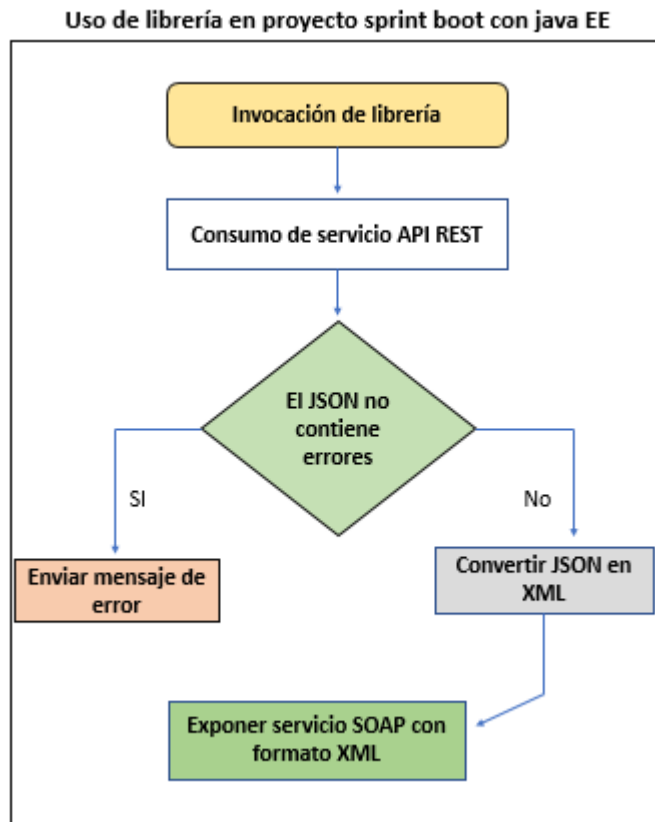 Uso de librería en proyecto sprint boot con java EE
Invocación de librería
Consumo de servicio API REST
El JSON no
contiene
errores
SI
No
Enviar mensaje de
error
Convertir JSON en
XML
Exponer servicio SOAP con
formato XML